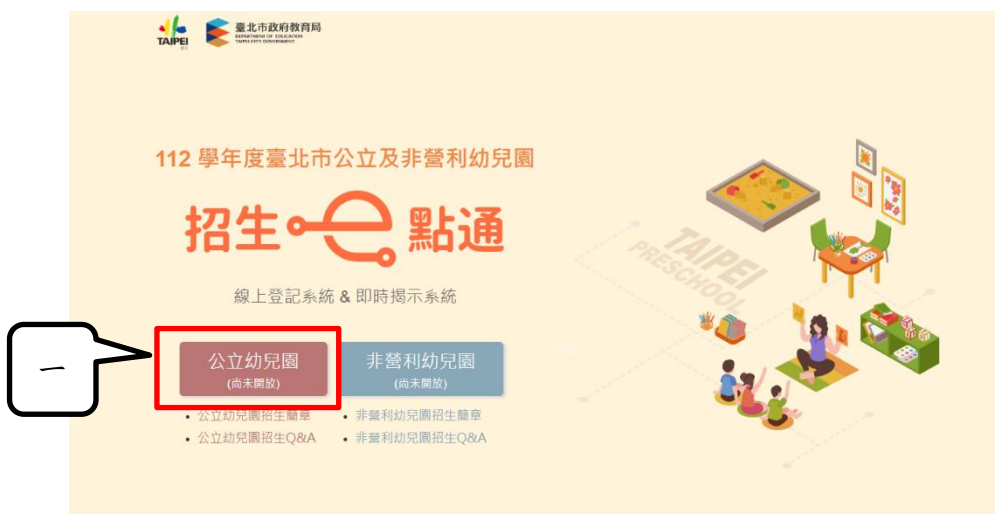 TAIPEI
臺北市政府教育局
DEPARTMENT OF EDUCATION
TAIPEI CITY GOVERNMENT
112 學年度臺北市公立及非營利幼兒園
招生e點通
線上登記系統 & 即時揭示系統
一
公立幼兒園
(尚未開放)
非營利幼兒園
(尚未開放)
• 公立幼兒園招生簡章
• 非營利幼兒園招生簡章
• 公立幼兒園招生Q&A
• 非營利幼兒園招生Q&A
TAIPEI
PRESCHOOL